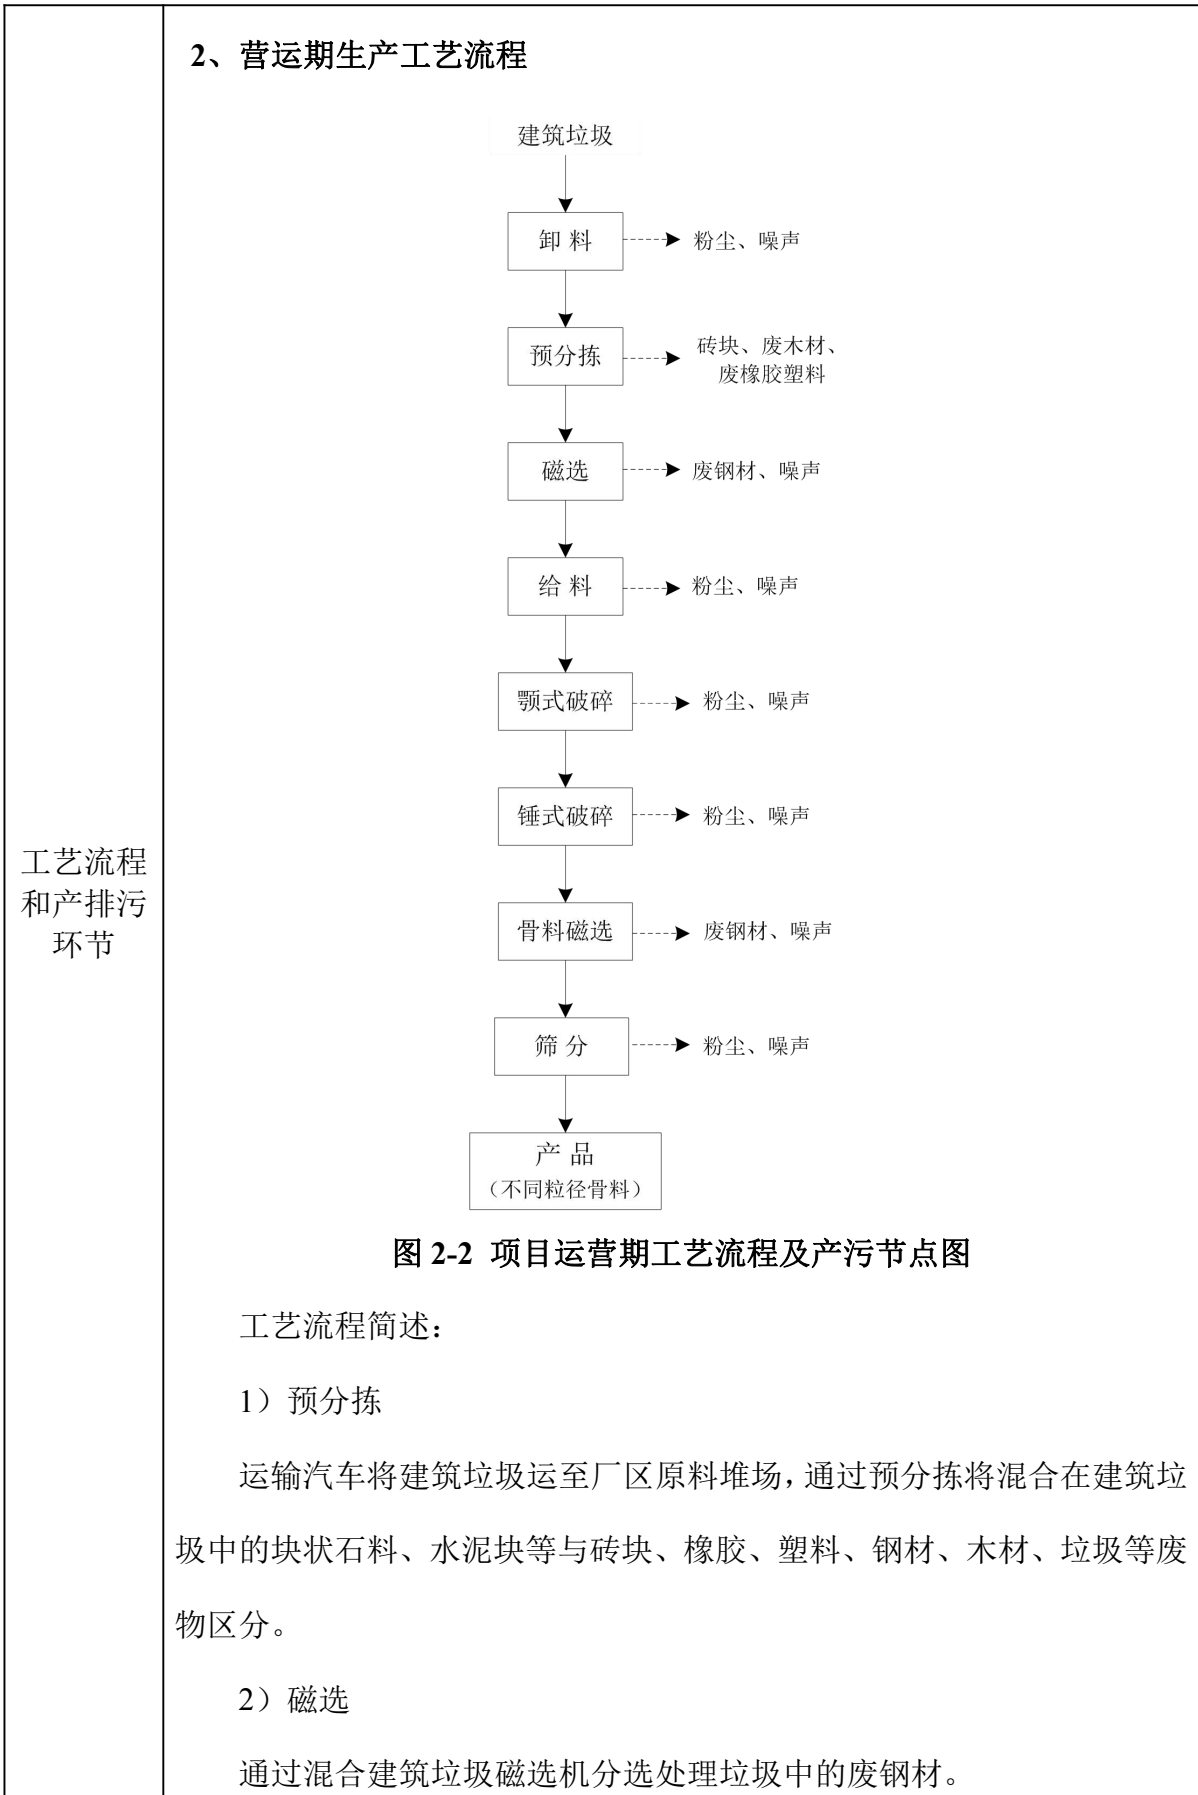 2、营运期生产工艺流程
建筑垃圾
卸 料
粉尘、噪声
预分拣
砖块、废木材、
废橡胶塑料
磁选
废钢材、噪声
给 料
粉尘、噪声
颚式破碎
粉尘、噪声
锤式破碎
粉尘、噪声
骨料磁选
废钢材、噪声
筛 分
粉尘、噪声
产 品
（不同粒径骨料）
图 2-2 项目运营期工艺流程及产污节点图
工艺流程
和产排污
环节
工艺流程简述：
1）预分拣
运输汽车将建筑垃圾运至厂区原料堆场，通过预分拣将混合在建筑垃
圾中的块状石料、水泥块等与砖块、橡胶、塑料、钢材、木材、垃圾等废
物区分。
2）磁选
通过混合建筑垃圾磁选机分选处理垃圾中的废钢材。